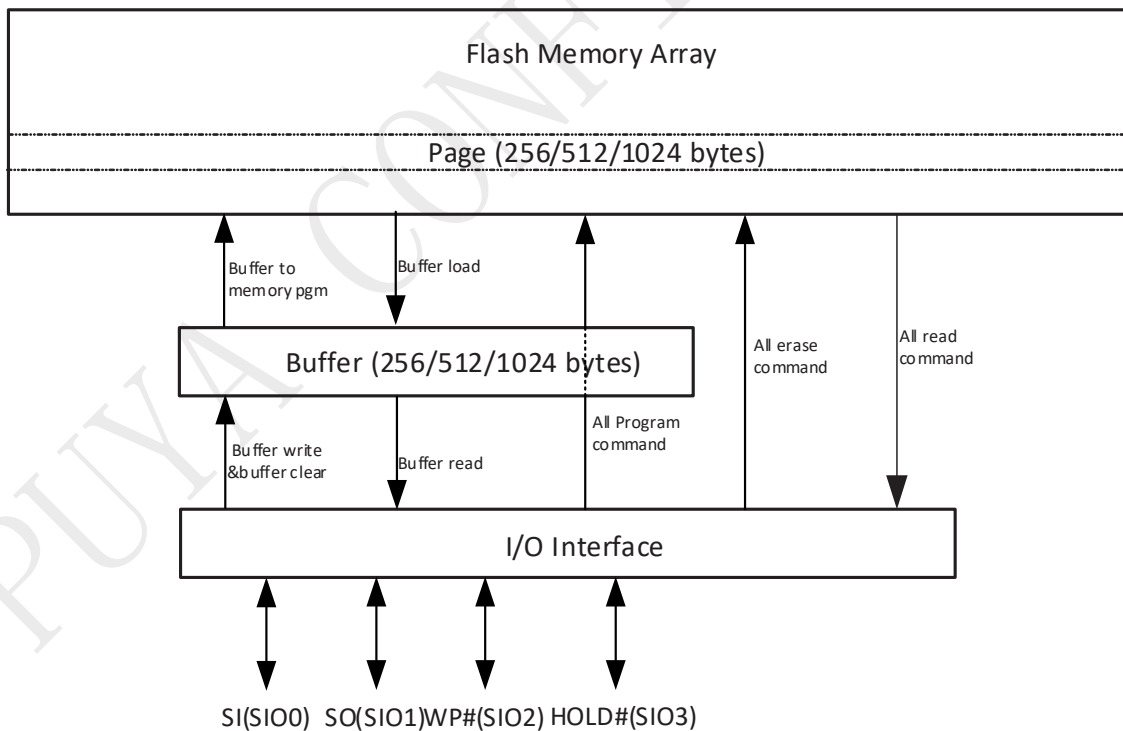 Flash Memory Array
Page (256/512/1024 bytes)
Buffer to
memory pgm
Buffer load
Buffer (256/512/1024 bytes)
All erase
command
All read
command
Buffer write
&buffer clear
Buffer read
All Program
command
I/O Interface
SI(SIO0) SO(SIO1) WP#(SIO2) HOLD#(SIO3)
PUYA CONF